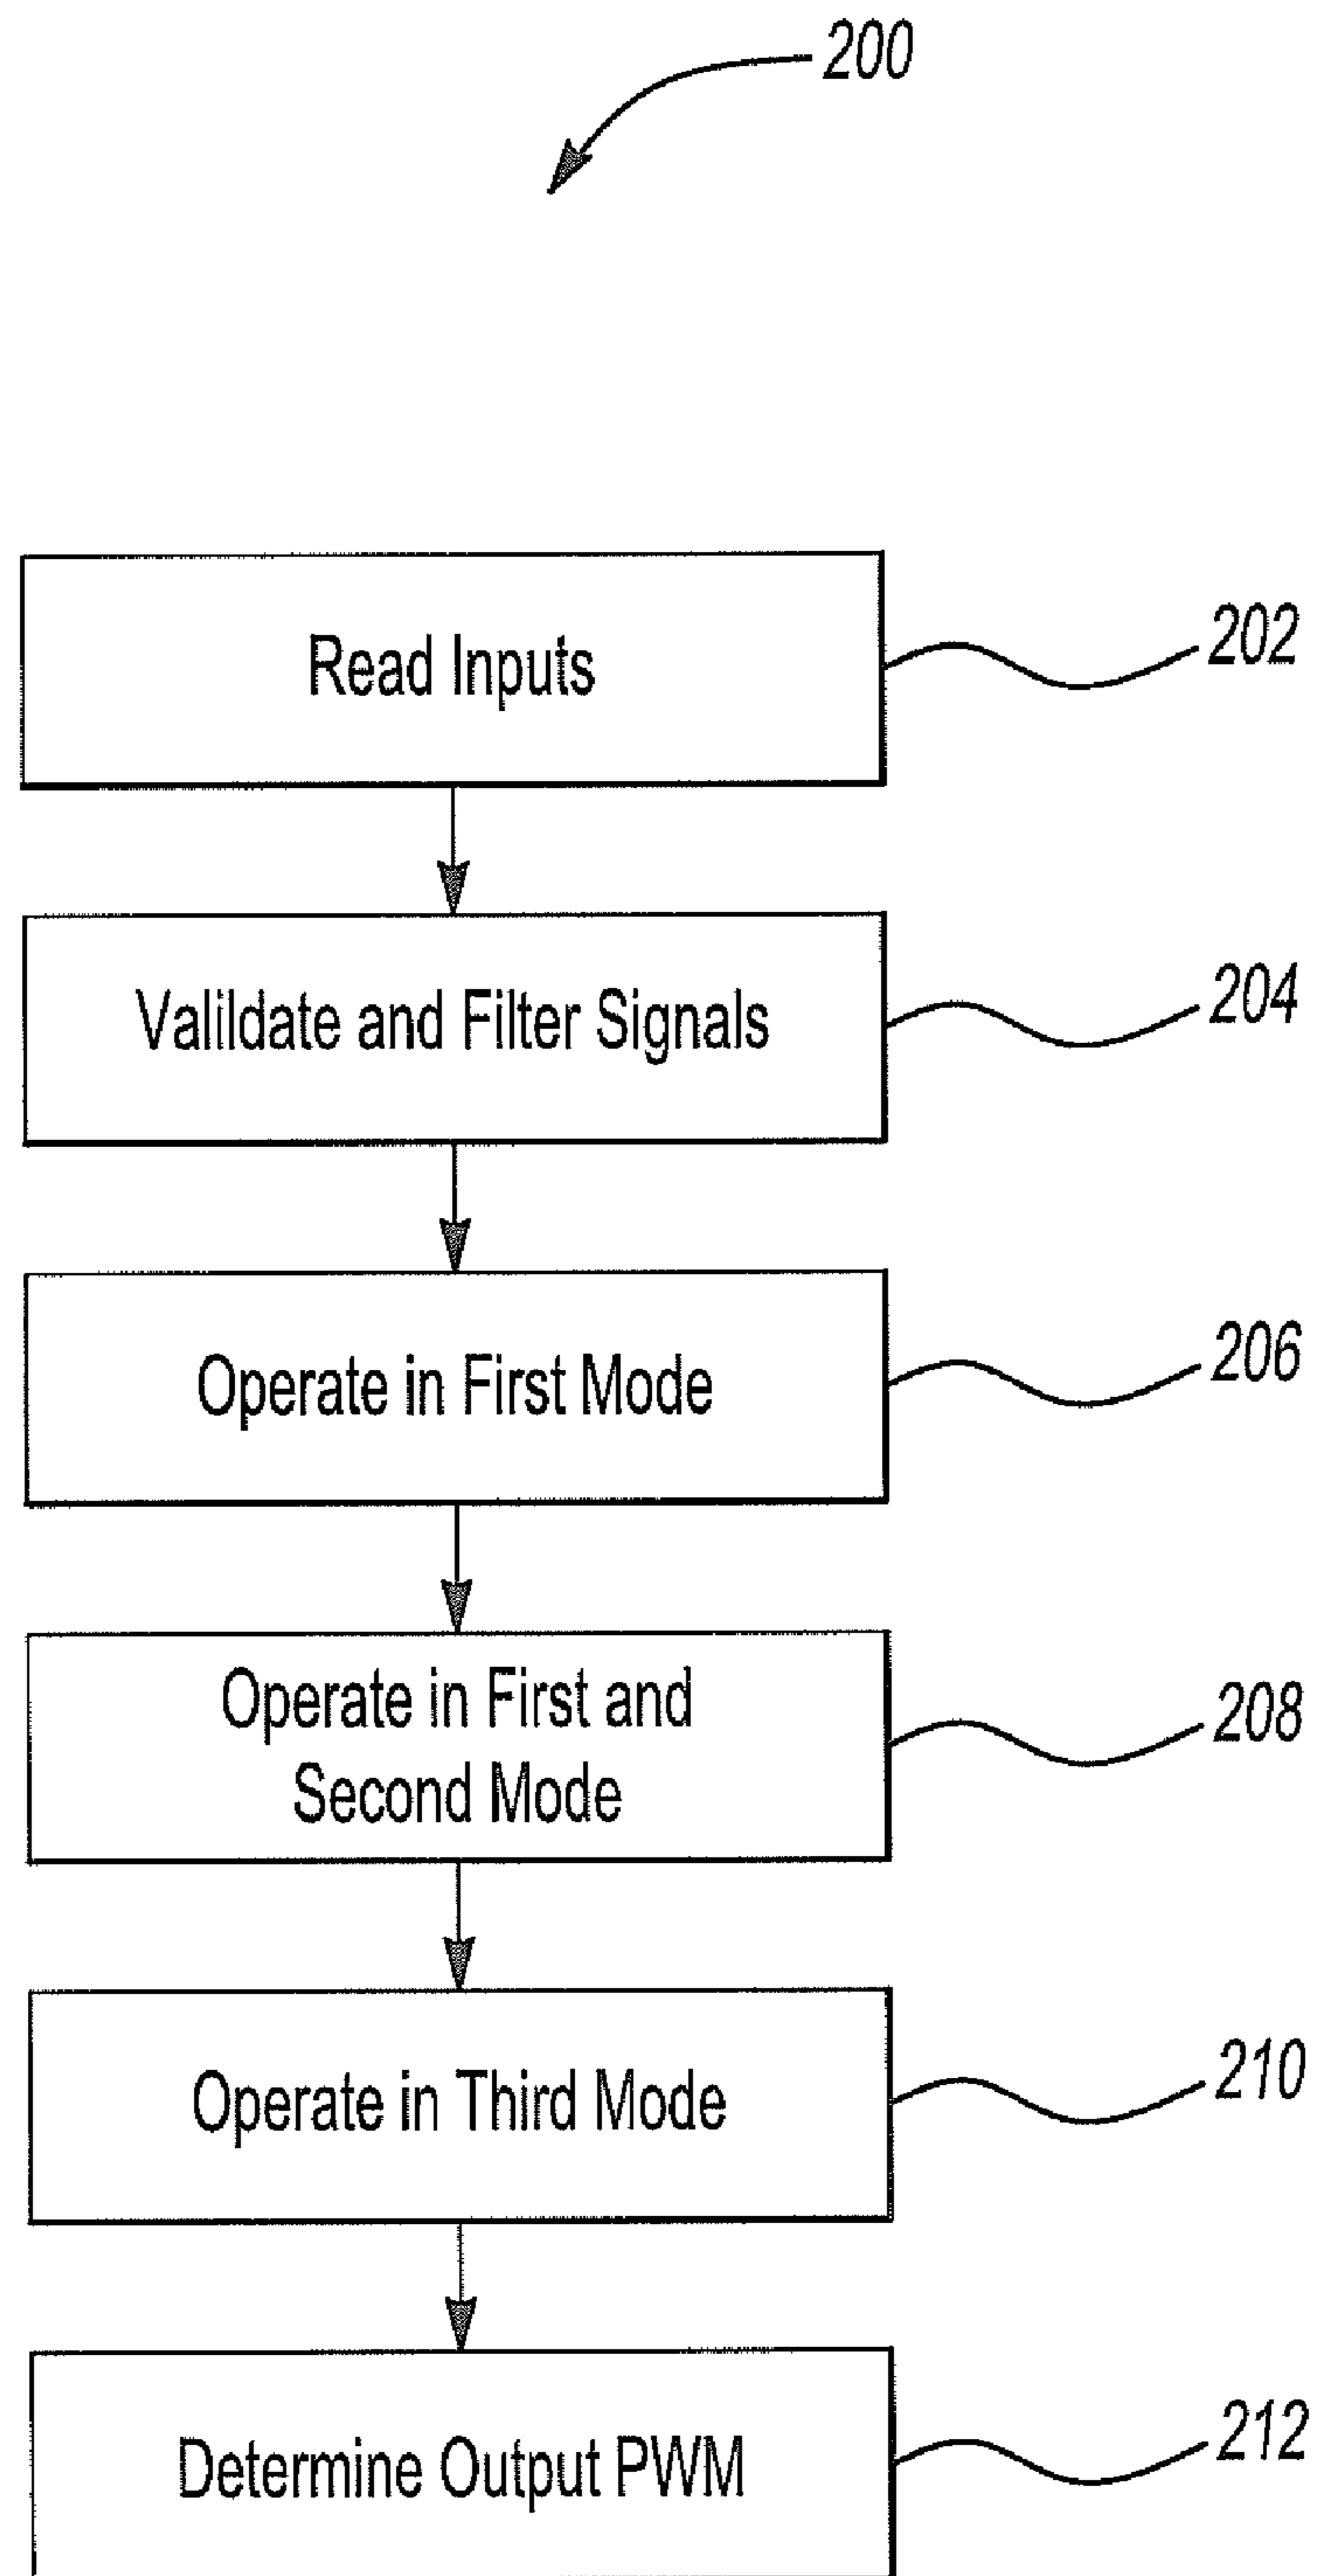 200
Read Inputs
202
Valildate and Filter Signals
204
Operate in First Mode
206
Operate in First and
Second Mode
208
Operate in Third Mode
210
Determine Output PWM
212